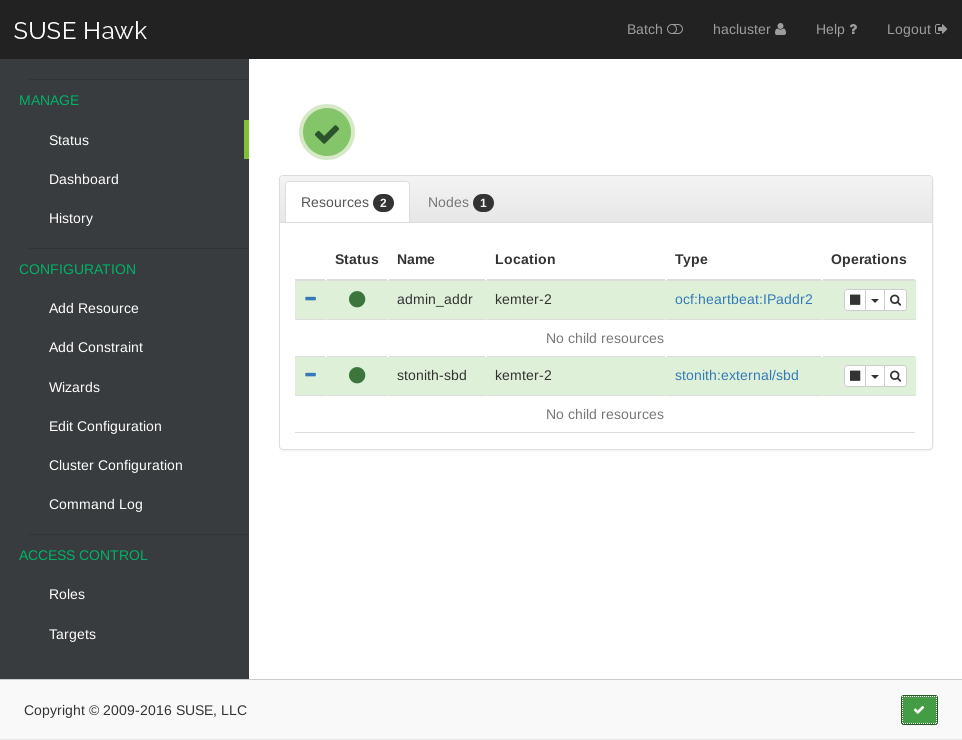 SUSE Hawk
Batch hacluster Help ? Logout
MANAGE
Status
Dashboard
History
CONFIGURATION
Add Resource
Add Constraint
Wizards
Edit Configuration
Cluster Configuration
Command Log
ACCESS CONTROL
Roles
Targets
Resources 2 Nodes 1
Status Name Location Type Operations
admin_addr kemter-2 ocf:heartbeat:IPaddr2
No child resources
stonith-sbd kemter-2 stonith:external/sbd
No child resources
Copyright © 2009-2016 SUSE, LLC